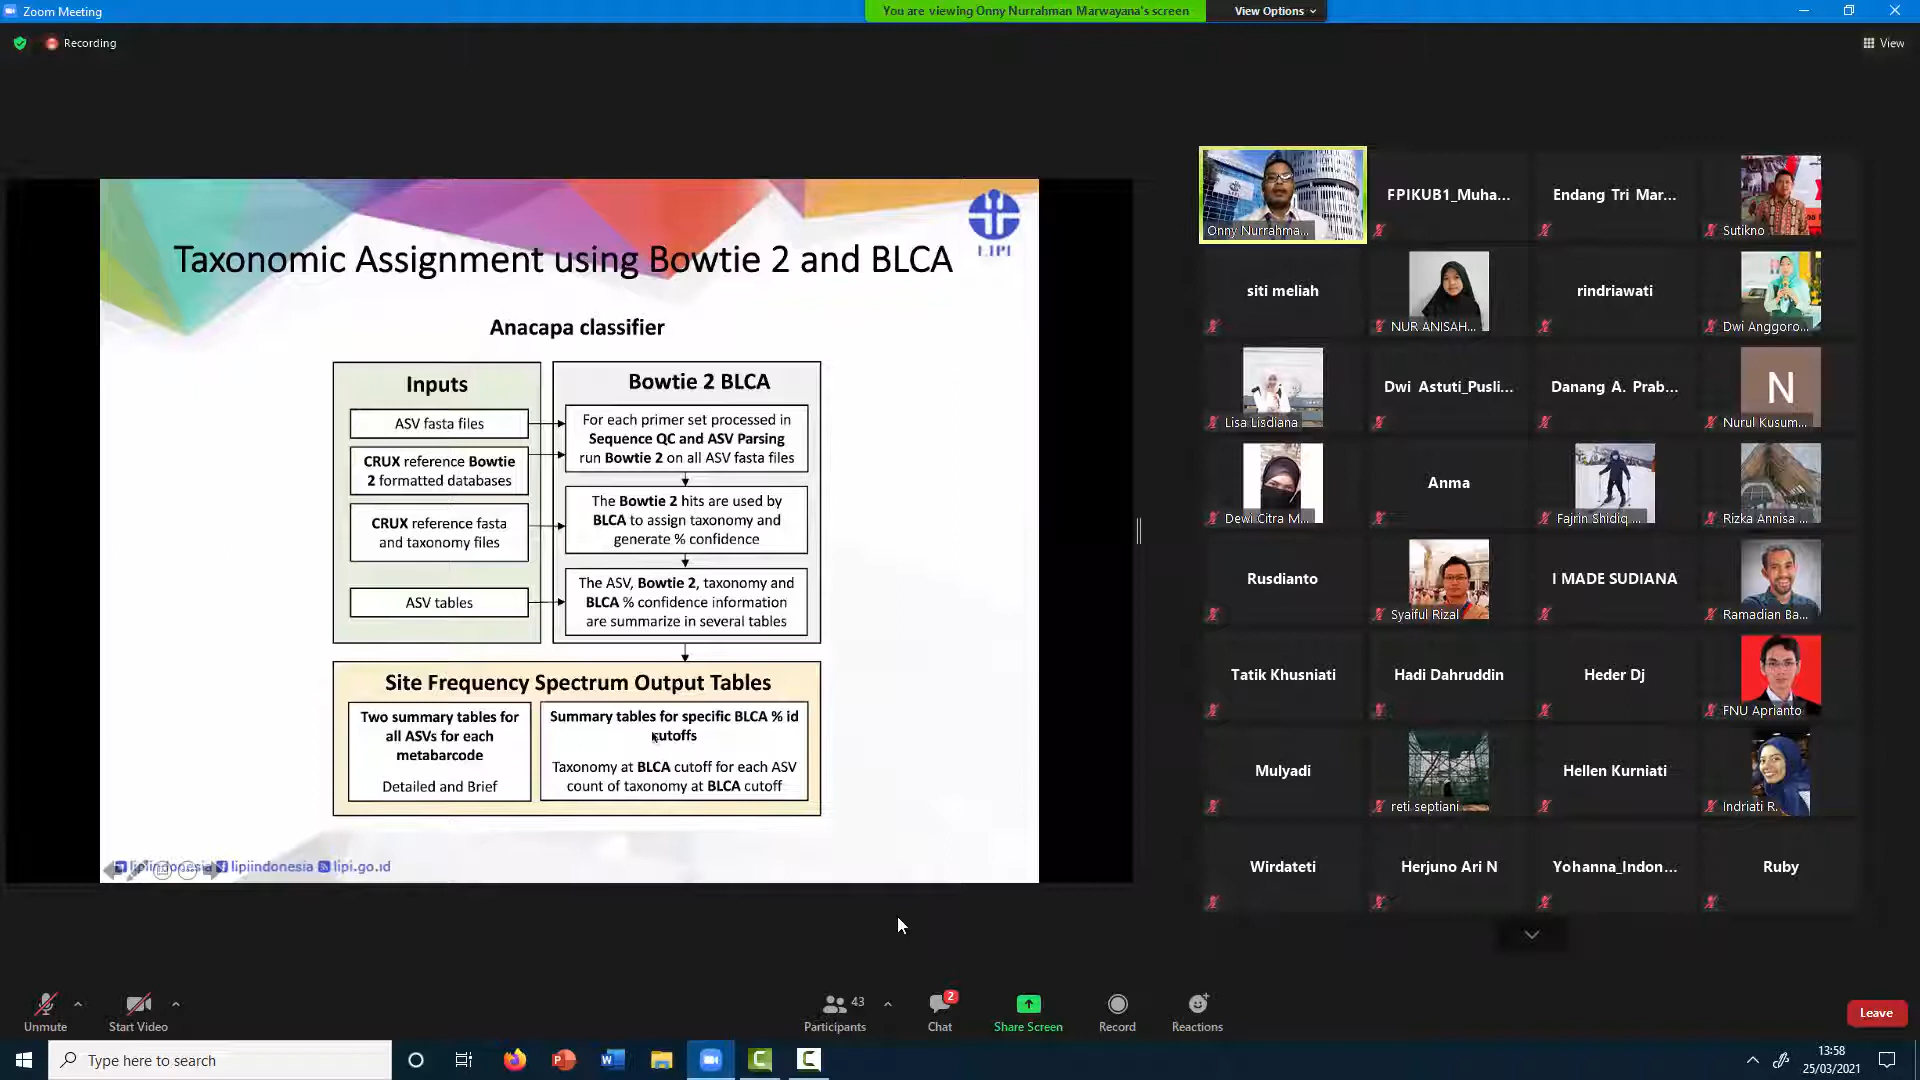 Zoom Meeting
You are viewing Onny Nurrahman Marwayana's screen
View Options
Recording
View
LIPI
Taxonomic Assignment using Bowtie 2 and BLCA
Anacapa classifier
Inputs
ASV fasta files
CRUX reference Bowtie
2 formatted databases
CRUX reference fasta
and taxonomy files
ASV tables
Bowtie 2 BLCA
For each primer set processed in
Sequence QC and ASV Parsing
run Bowtie 2 on all ASV fasta files
The Bowtie 2 hits are used by
BLCA to assign taxonomy and
generate % confidence
The ASV, Bowtie 2, taxonomy and
BLCA % confidence information
are summarize in several tables
Site Frequency Spectrum Output Tables
Two summary tables for
all ASVs for each
metabarcode
Detailed and Brief
Summary tables for specific BLCA % id
cutoffs
Taxonomy at BLCA cutoff for each ASV
count of taxonomy at BLCA cutoff
lipiindonesia lipiindonesia lipi.go.id
Onny Nurrahma...
FPIKUB1_Muha...
Endang Tri Mar...
Sutikno
siti meliah
NUR ANISAH...
rindriawati
Dwi Anggoro...
Lisa Lisdiana
Dwi Astuti_Pusli...
Danang A. Prab...
N
Nurul Kusum...
Dewi Citra M...
Anma
Fajrin Shidiq ...
Rizka Annisa ...
Rusdianto
Syaiful Rizal
I MADE SUDIANA
Ramadian Ba...
Tatik Khusniati
Hadi Dahruddin
Heder Dj
FNU Aprianto
Mulyadi
reti septiani
Hellen Kurniati
Indriati R.
Wirdateti
Herjuno Ari N
Yohanna_Indon...
Ruby
Unmute
Start Video
43
Participants
2
Chat
Share Screen
Record
Reactions
Leave
Type here to search
13:58
25/03/2021